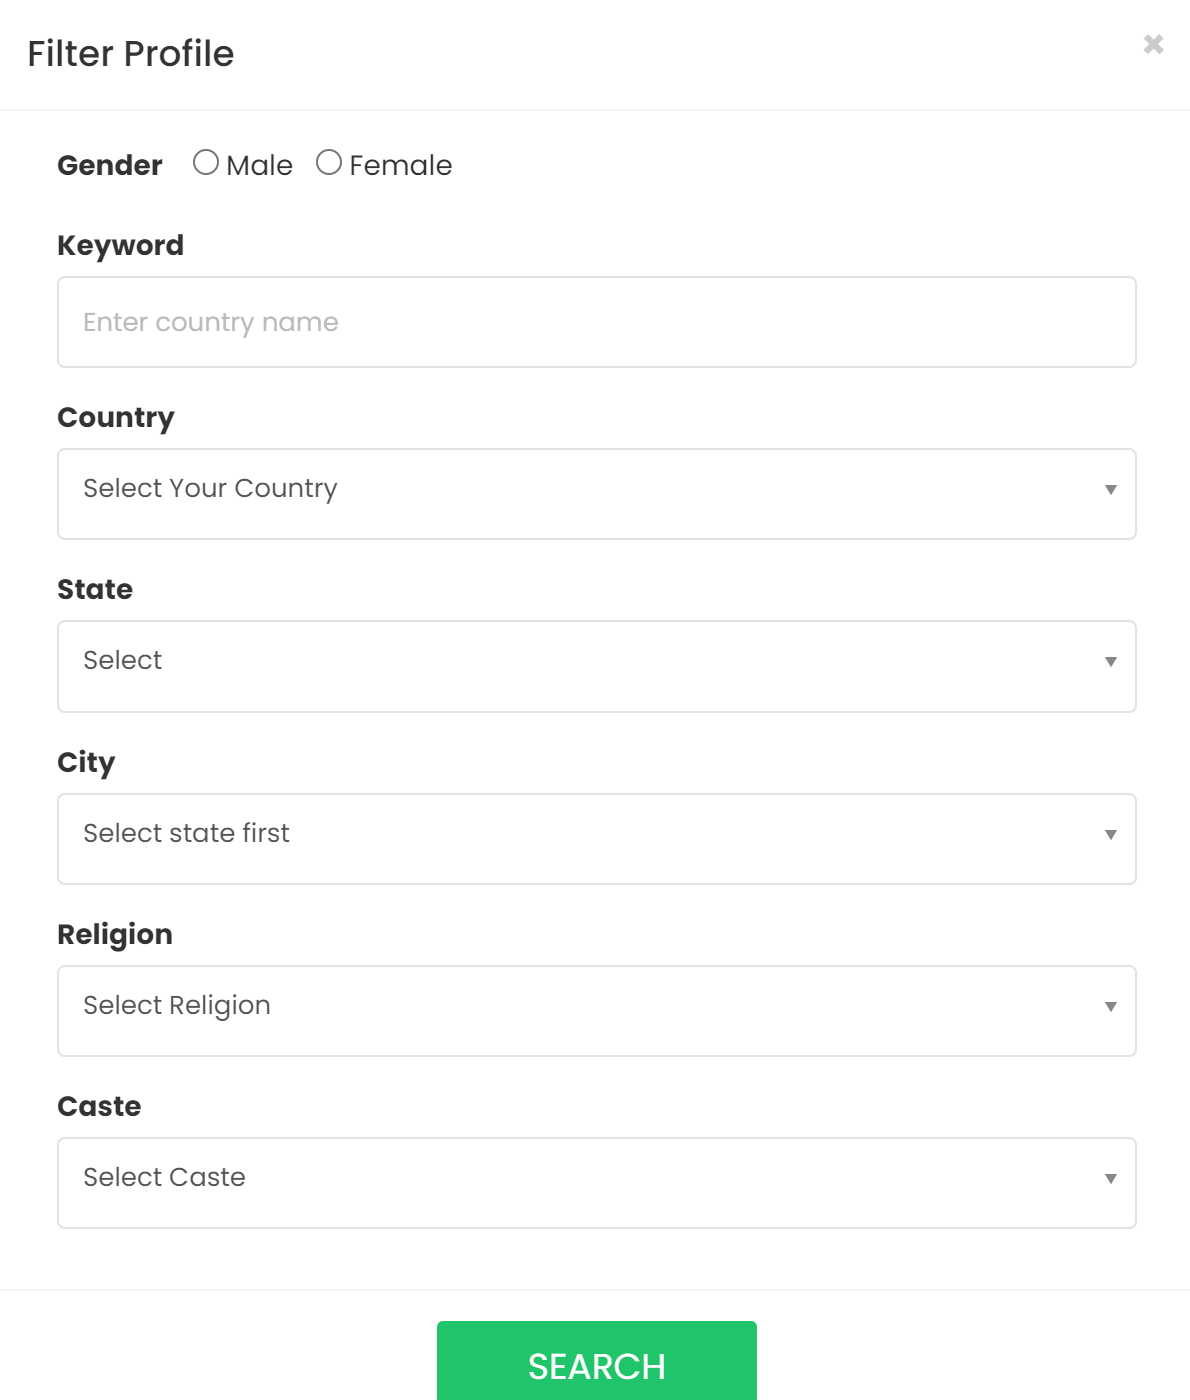 Filter Profile
Gender Male Female
Keyword
Enter country name
Country
Select Your Country
State
Select
City
Select state first
Religion
Select Religion
Caste
Select Caste
SEARCH